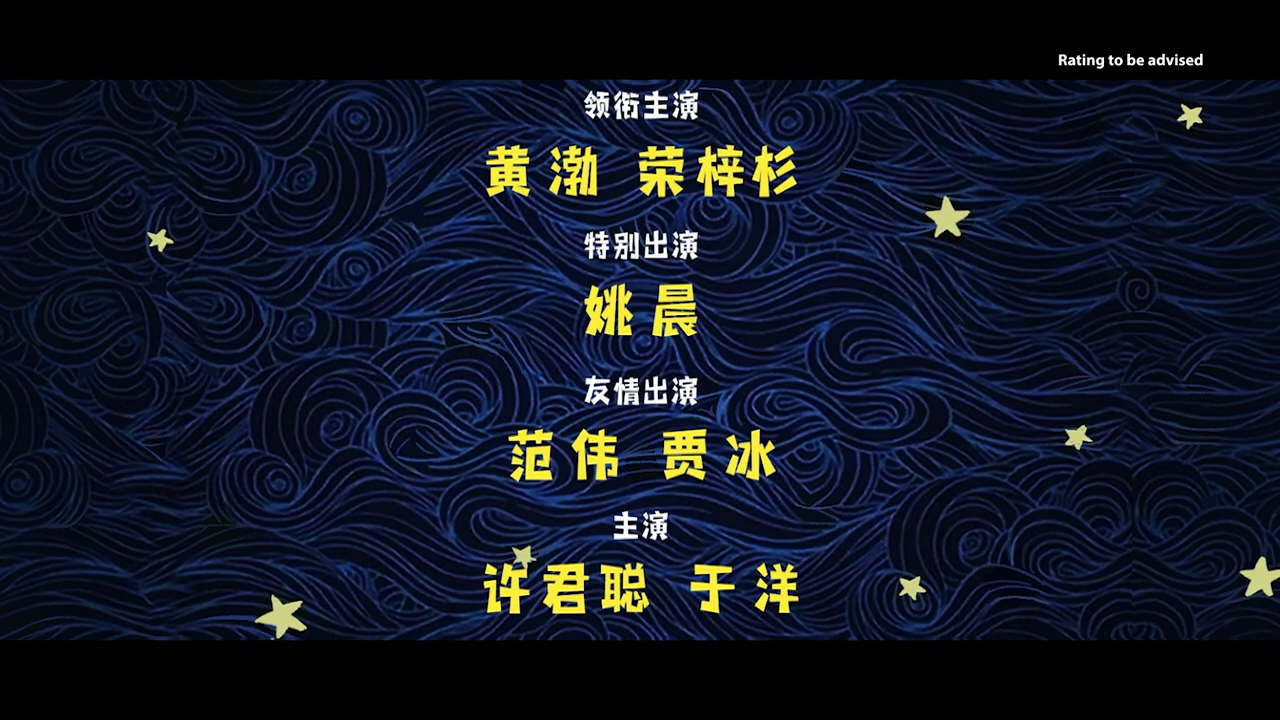 Rating to be advised
领衔主演
黄渤 荣梓杉
特别出演
姚晨
友情出演
范伟 贾冰
主演
许君聪 于洋